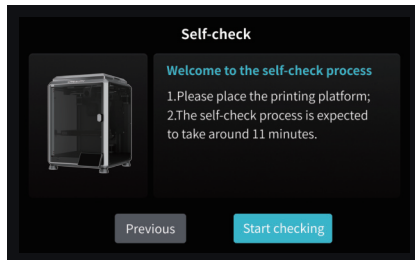 Self-check
Welcome to the self-check process
1.Please place the printing platform;
2.The self-check process is expected
to take around 11 minutes.
Previous
Start checking